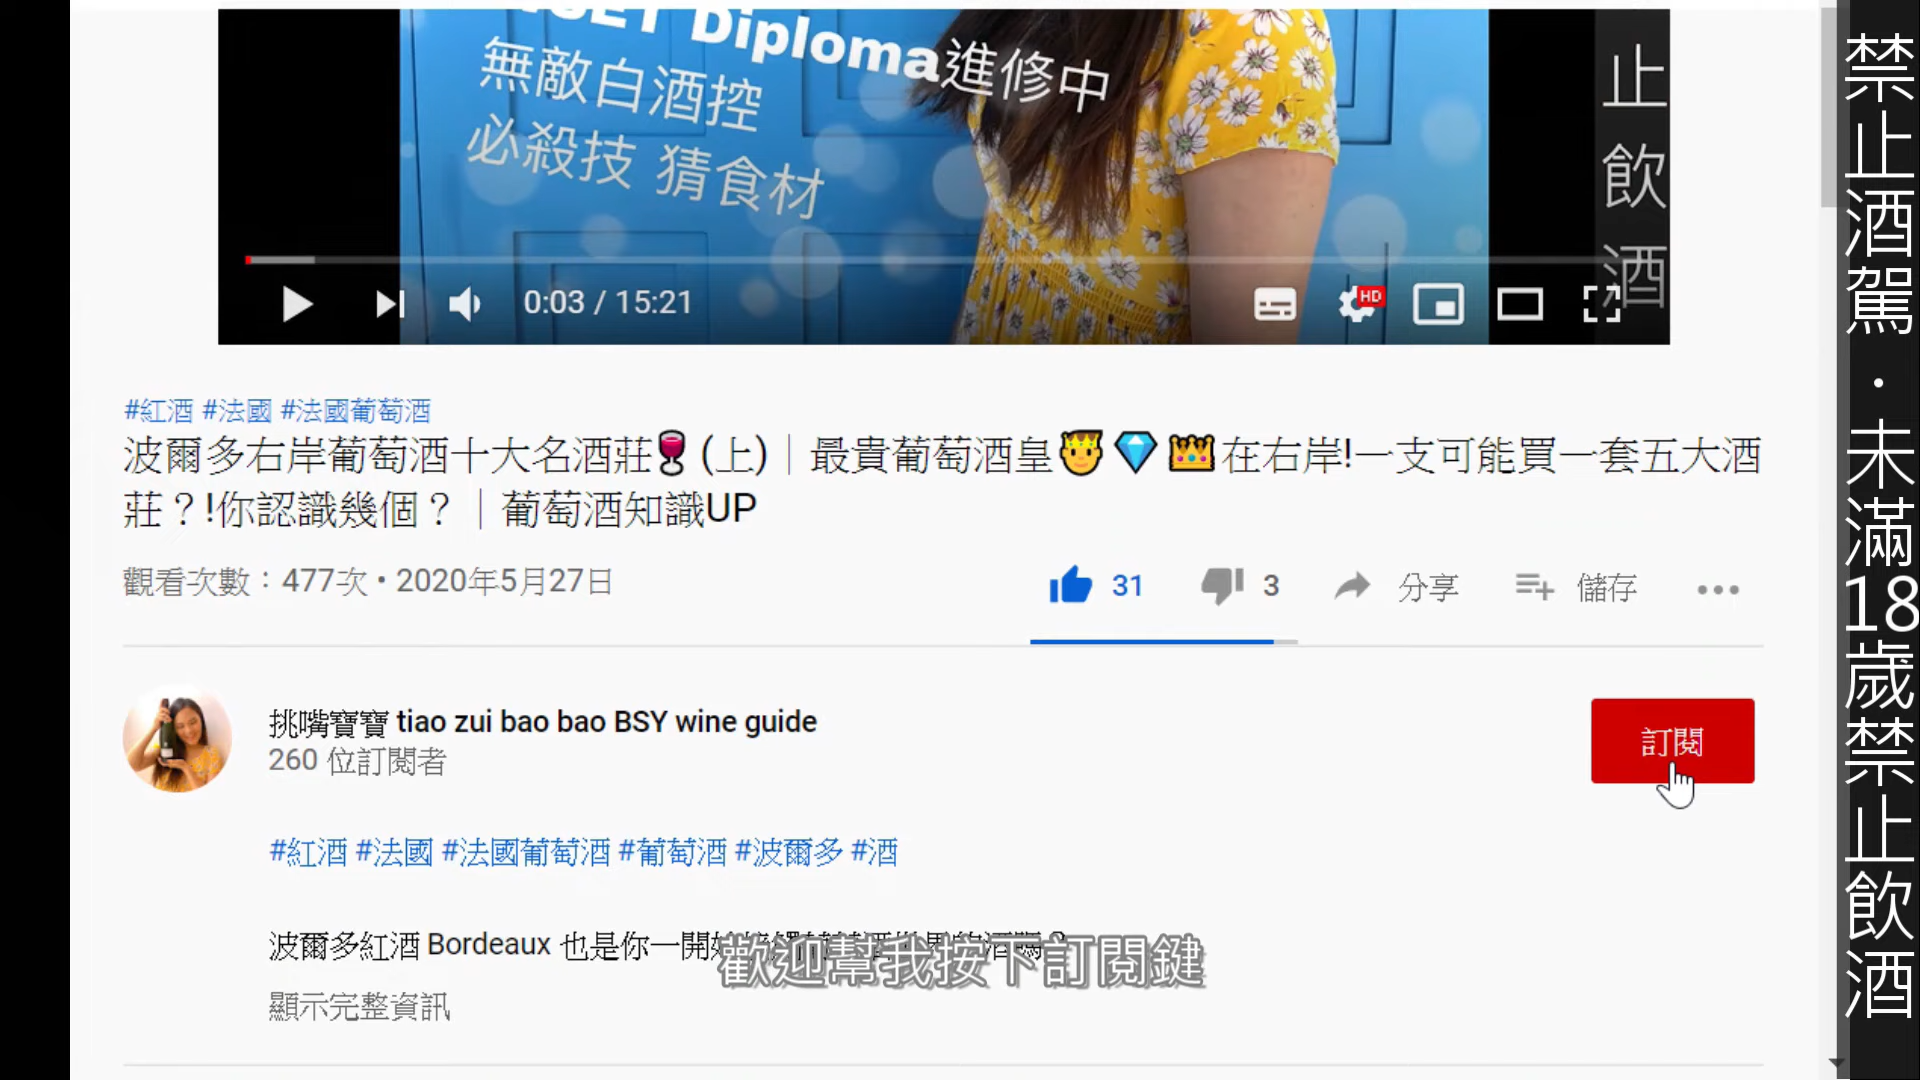 Diploma進修中
無敵白酒控
必殺技 猜食材
止飲酒
0:03 / 15:21
HD
#紅酒 #法國 #法國葡萄酒
波爾多右岸葡萄酒十大名酒莊🍷(上)｜最貴葡萄酒皇🤴💎👑在右岸!一支可能買一套五大酒
莊？!你認識幾個？｜葡萄酒知識UP
觀看次數：477次 • 2020年5月27日
31
3
分享
儲存
挑嘴寶寶 tiao zui bao bao BSY wine guide
260 位訂閱者
訂閱
#紅酒 #法國 #法國葡萄酒 #葡萄酒 #波爾多 #酒
波爾多紅酒 Bordeaux 也是你一開
歡迎幫我按下訂閱鍵
顯示完整資訊
禁止酒駕．未滿18歲禁止飲酒